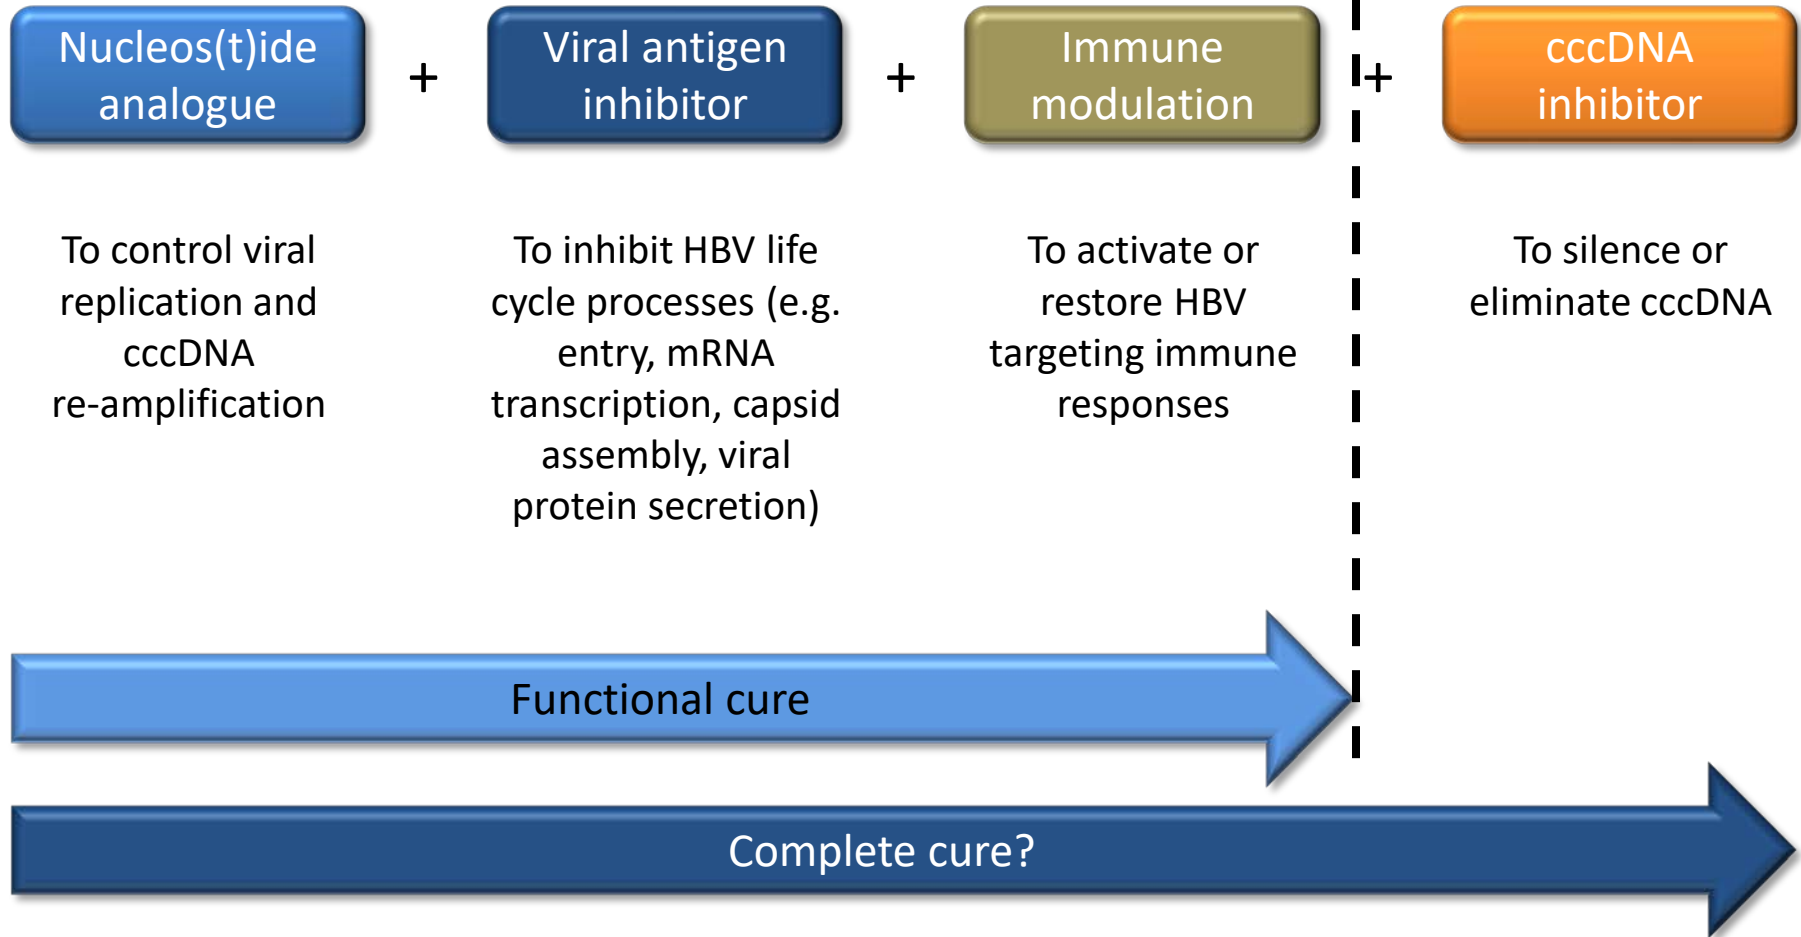 Nucleos(t)ide
analogue
+
Viral antigen
inhibitor
+
Immune
modulation
+
cccDNA
inhibitor
To control viral
replication and
cccDNA
re-amplification
To inhibit HBV life
cycle processes (e.g.
entry, mRNA
transcription, capsid
assembly, viral
protein secretion)
To activate or
restore HBV
targeting immune
responses
To silence or
eliminate cccDNA
Functional cure
Complete cure?